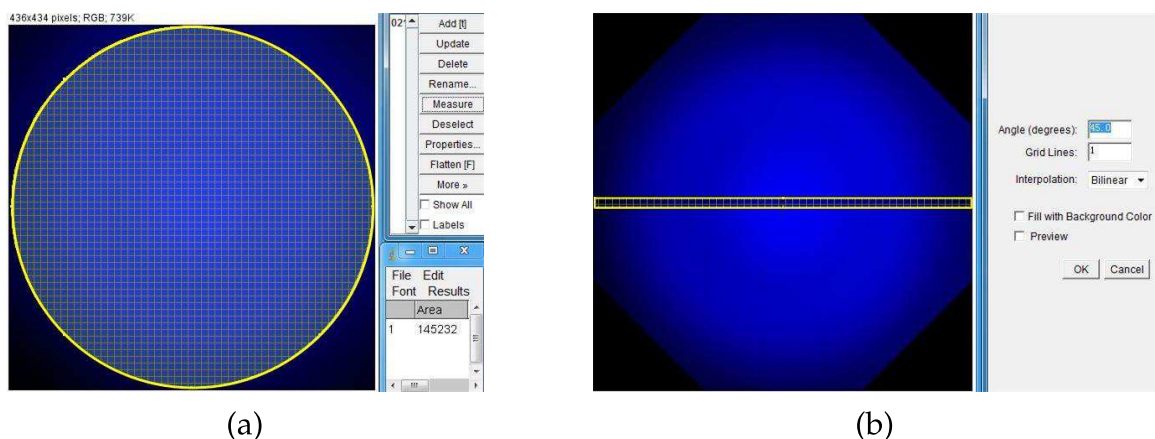 436x434 pixels; RGB; 739K
Add [t]
Update
Delete
Rename...
Measure
Deselect
Properties...
Flatten [F]
More »
Show All
Labels
File Edit
Font Results
Area
1 145232
(a)
Angle (degrees): 45.0
Grid Lines: 1
Interpolation: Bilinear
Fill with Background Color
Preview
OK Cancel
(b)